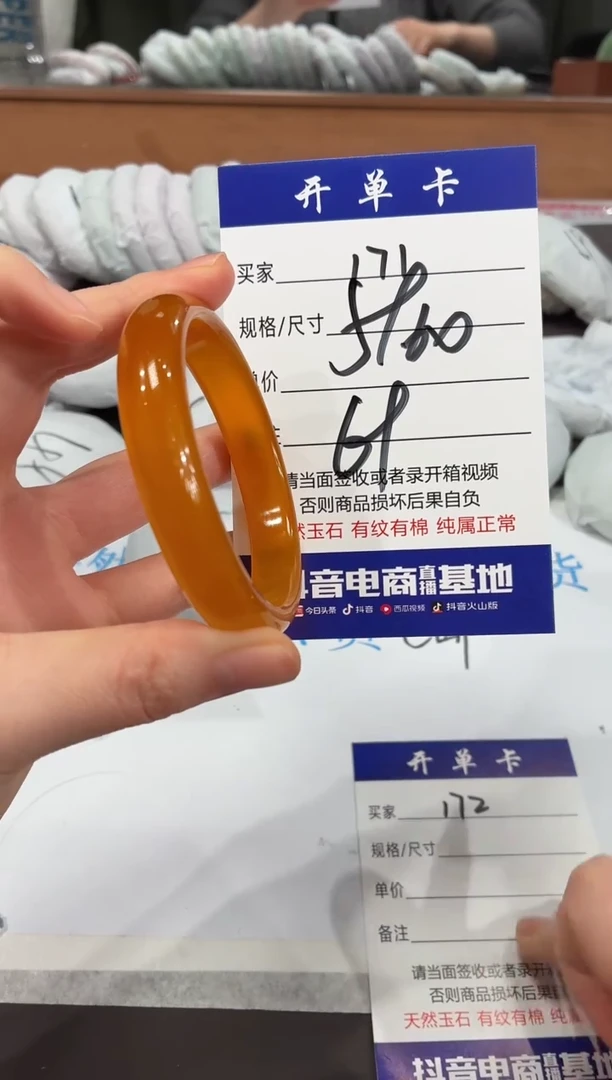 开单卡
买家 171
规格/尺寸 59/60
单价
请当面签收或者录开箱视频
否则商品损坏后果自负
然玉石 有纹有棉 纯属正常
抖音电商直播基地
今日头条 抖音 西瓜视频 抖音火山版
开单卡
买家 172
规格/尺寸
单价
备注
请当面签收或者录开
否则商品损坏后果
天然玉石 有纹有棉 纯
抖音电商直播基